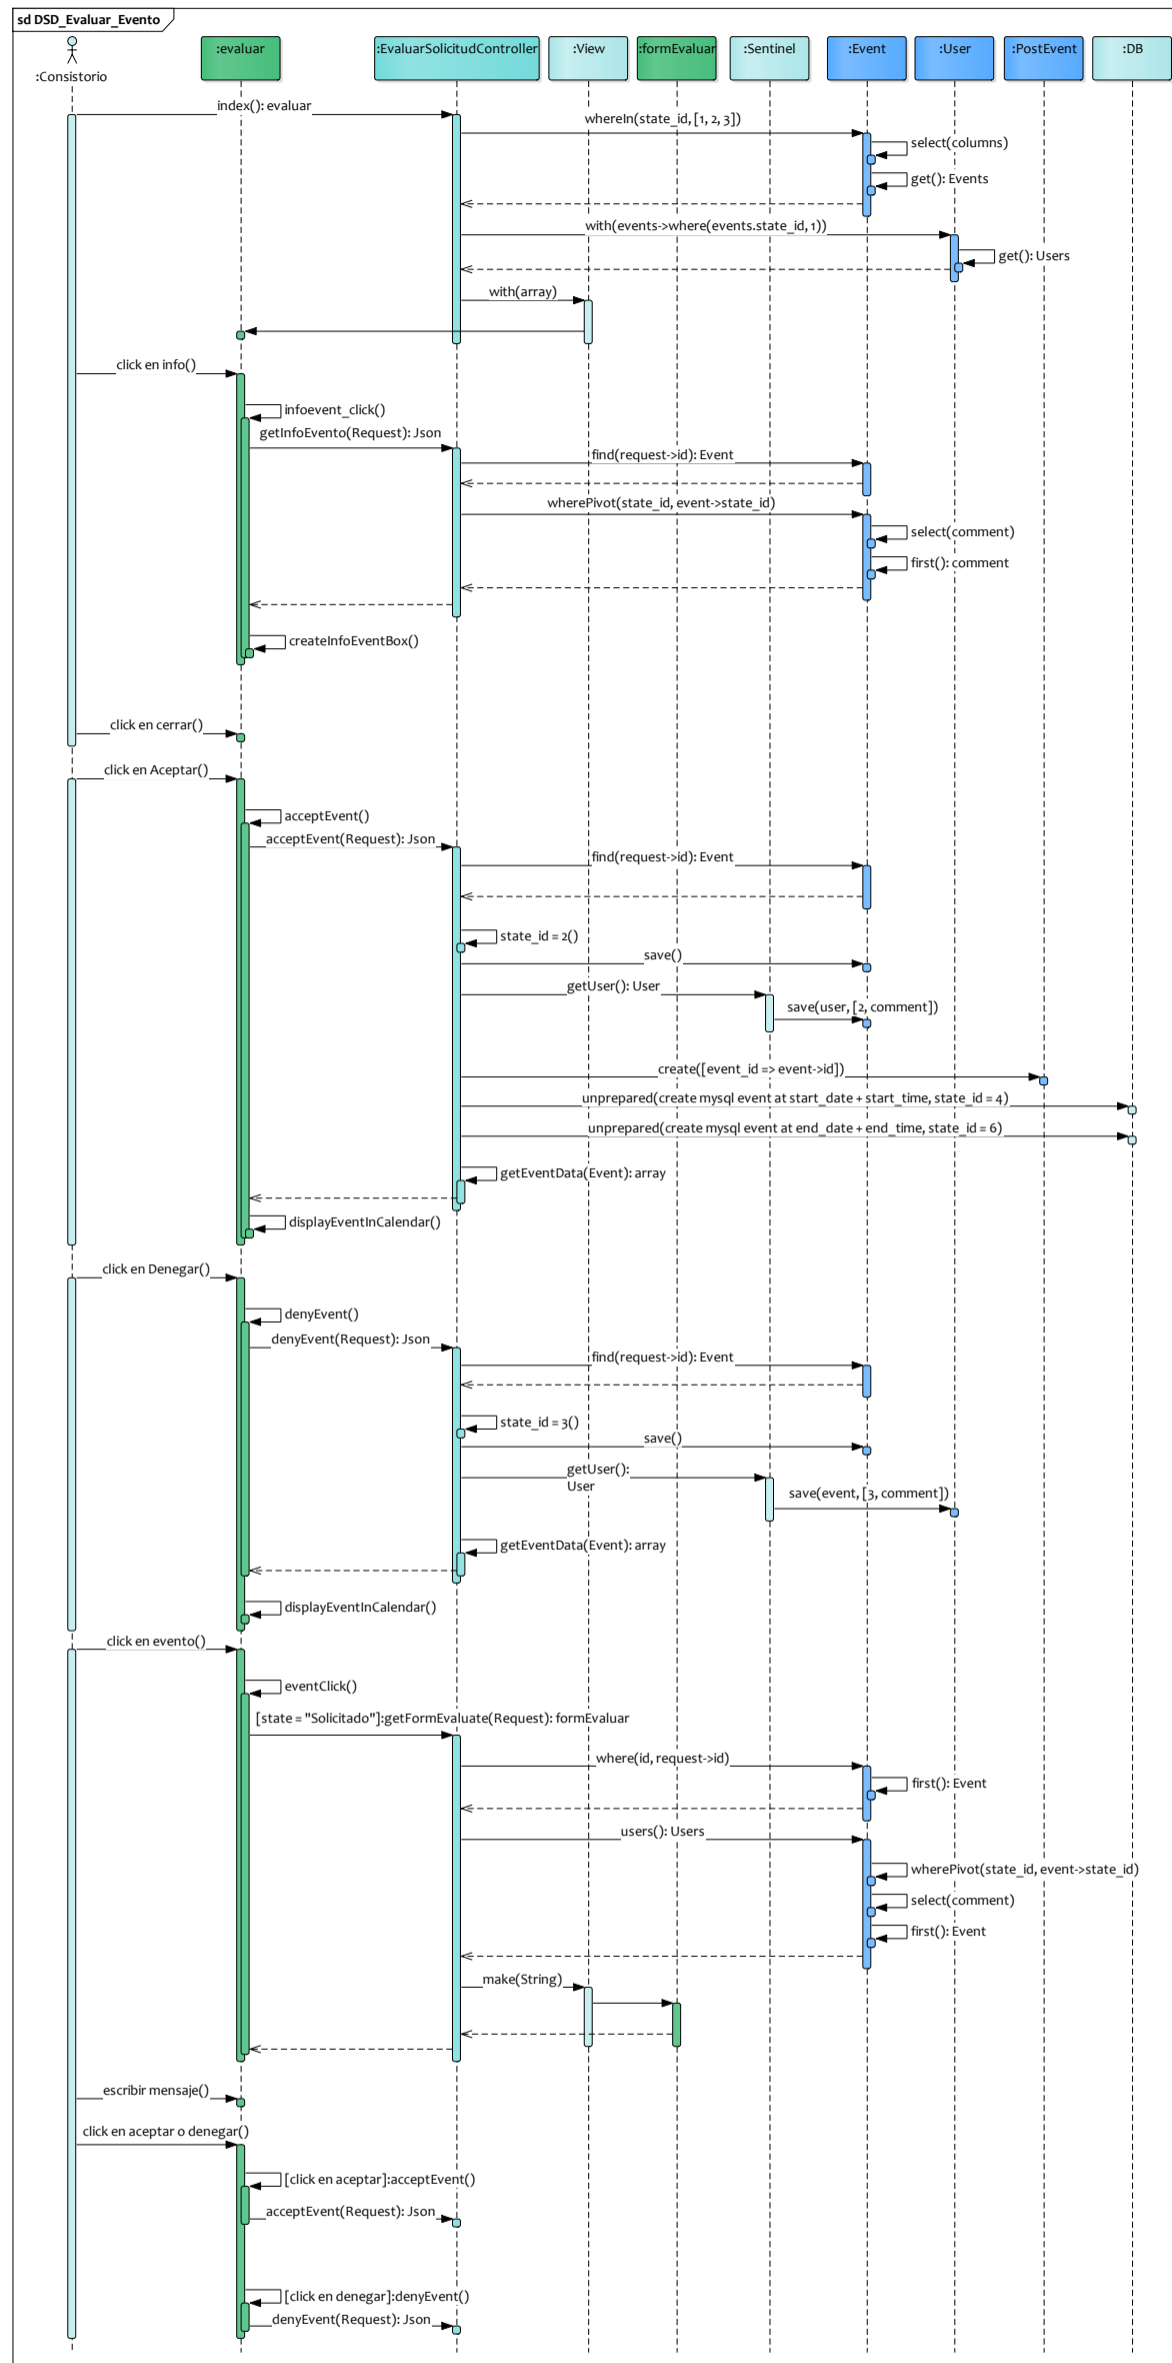 sd DSD_Evaluar_Evento
:Consistorio
:evaluar
:EvaluarSolicitudController
:View
:formEvaluar
:Sentinel
:Event
:User
:PostEvent
:DB
index(): evaluar
whereIn(state_id, [1, 2, 3])
select(columns)
get(): Events
with(events->where(events.state_id, 1))
get(): Users
with(array)
click en info()
infoevent_click()
getInfoEvento(Request): Json
find(request->id): Event
wherePivot(state_id, event->state_id)
select(comment)
first(): comment
createInfoEventBox()
click en cerrar()
click en Aceptar()
acceptEvent()
acceptEvent(Request): Json
find(request->id): Event
state_id = 2()
save()
getUser(): User
save(user, [2, comment])
create([event_id => event->id])
unprepared(create mysql event at start_date + start_time, state_id = 4)
unprepared(create mysql event at end_date + end_time, state_id = 6)
getEventData(Event): array
displayEventInCalendar()
click en Denegar()
denyEvent()
denyEvent(Request): Json
find(request->id): Event
state_id = 3()
save()
getUser():
User
save(event, [3, comment])
getEventData(Event): array
displayEventInCalendar()
click en evento()
eventClick()
[state = "Solicitado"]:getFormEvaluate(Request): formEvaluar
where(id, request->id)
first(): Event
users(): Users
wherePivot(state_id, event->state_id)
select(comment)
first(): Event
make(String)
escribir mensaje()
click en aceptar o denegar()
[click en aceptar]:acceptEvent()
acceptEvent(Request): Json
[click en denegar]:denyEvent()
denyEvent(Request): Json